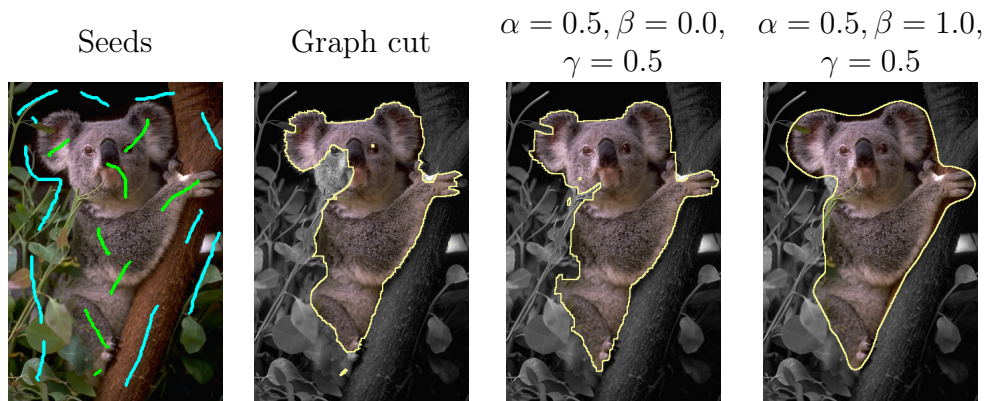 Seeds
Graph cut
α = 0.5, β = 0.0,
γ = 0.5
α = 0.5, β = 1.0,
γ = 0.5